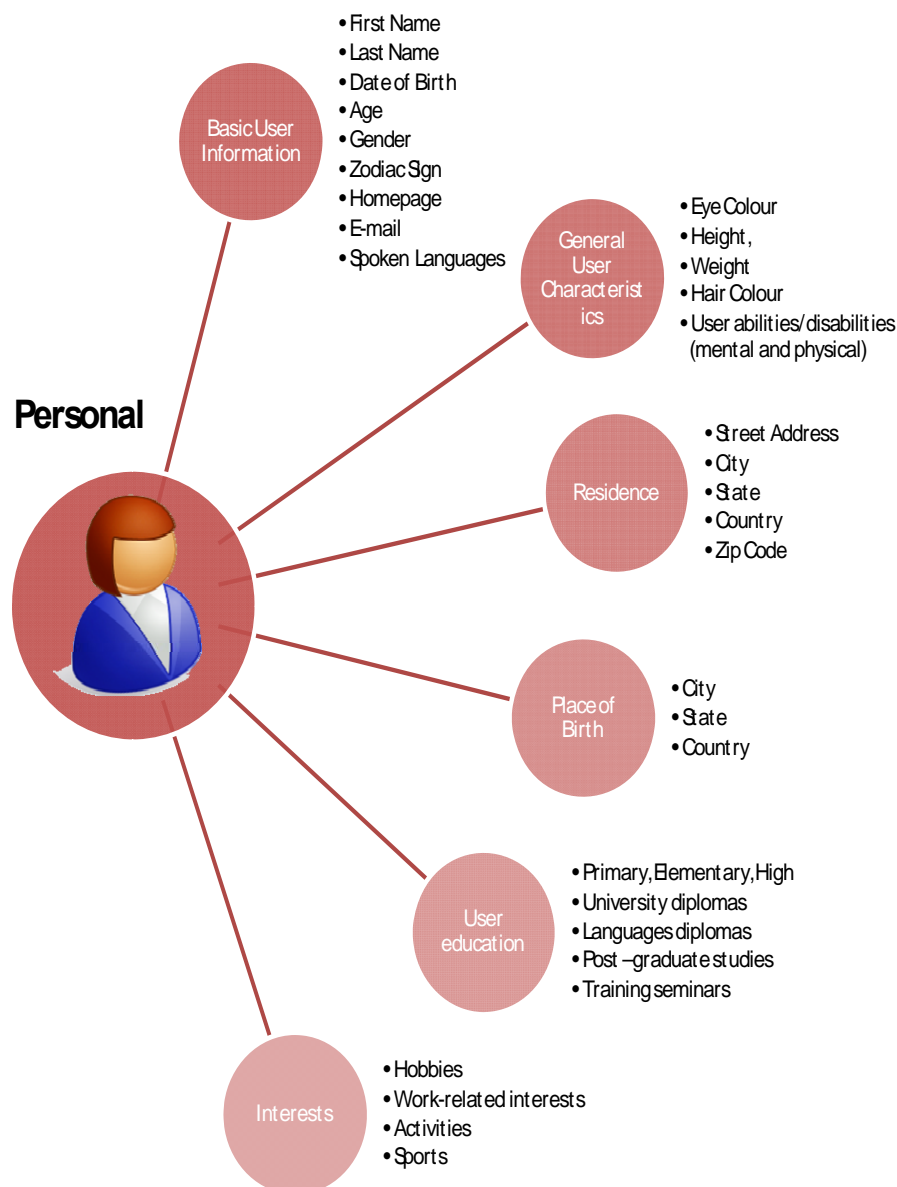 • First Name
• Last Name
• Date of Birth
• Age
• Gender
• Zodiac Sign
• Homepage
• E-mail
• Spoken Languages
Basic User
Information
General
User
Characterist
ics
• Eye Colour
• Height,
• Weight
• Hair Colour
• User abilities/disabilities
(mental and physical)
Personal
Residence
• Street Address
• City
• State
• Country
• Zip Code
Place of
Birth
• City
• State
• Country
User
education
• Primary, Elementary, High
• University diplomas
• Languages diplomas
• Post –graduate studies
• Training seminars
Interests
• Hobbies
• Work-related interests
• Activities
• Sports